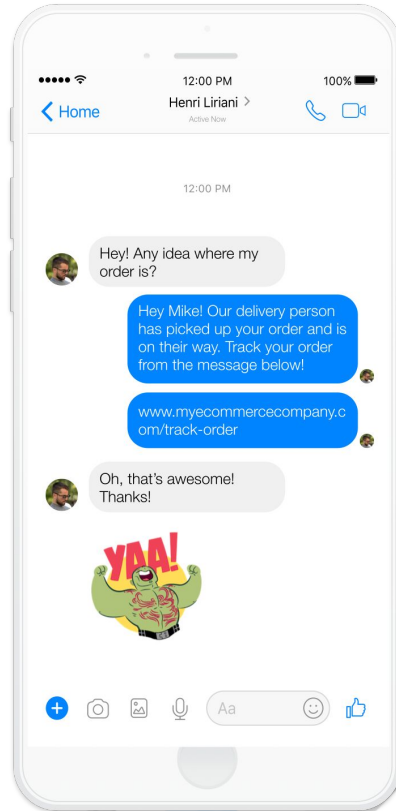 12:00 PM
100%
Home
Henri Liriani >
Active Now
12:00 PM
Hey! Any idea where my
order is?
Hey Mike! Our delivery person
has picked up your order and is
on their way. Track your order
from the message below!
www.myecommercecompany.c
om/track-order
Oh, that's awesome!
Thanks!
YAA!
Aa